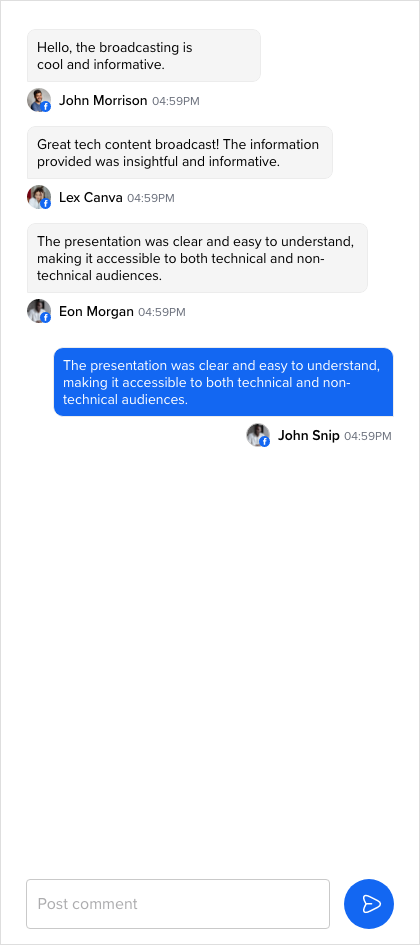 Hello, the broadcasting is
cool and informative.
John Morrison 04:59PM
Great tech content broadcast! The information
provided was insightful and informative.
Lex Canva 04:59PM
The presentation was clear and easy to understand,
making it accessible to both technical and non-
technical audiences.
Eon Morgan 04:59PM
The presentation was clear and easy to understand,
making it accessible to both technical and non-
technical audiences.
John Snip 04:59PM
Post comment